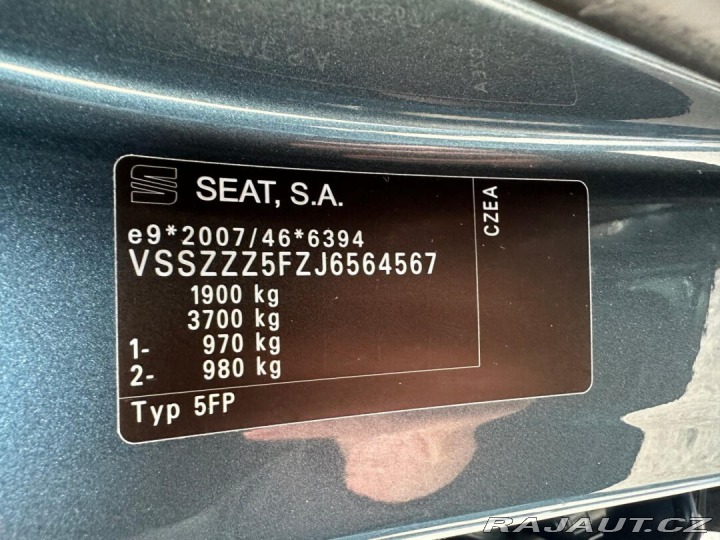 SEAT, S.A.
CZEA
e9*2007/46*6394
VSSZZZ5FZJ6564567
1900 kg
3700 kg
1- 970 kg
2- 980 kg
Typ 5FP
RAJAUT.CZ